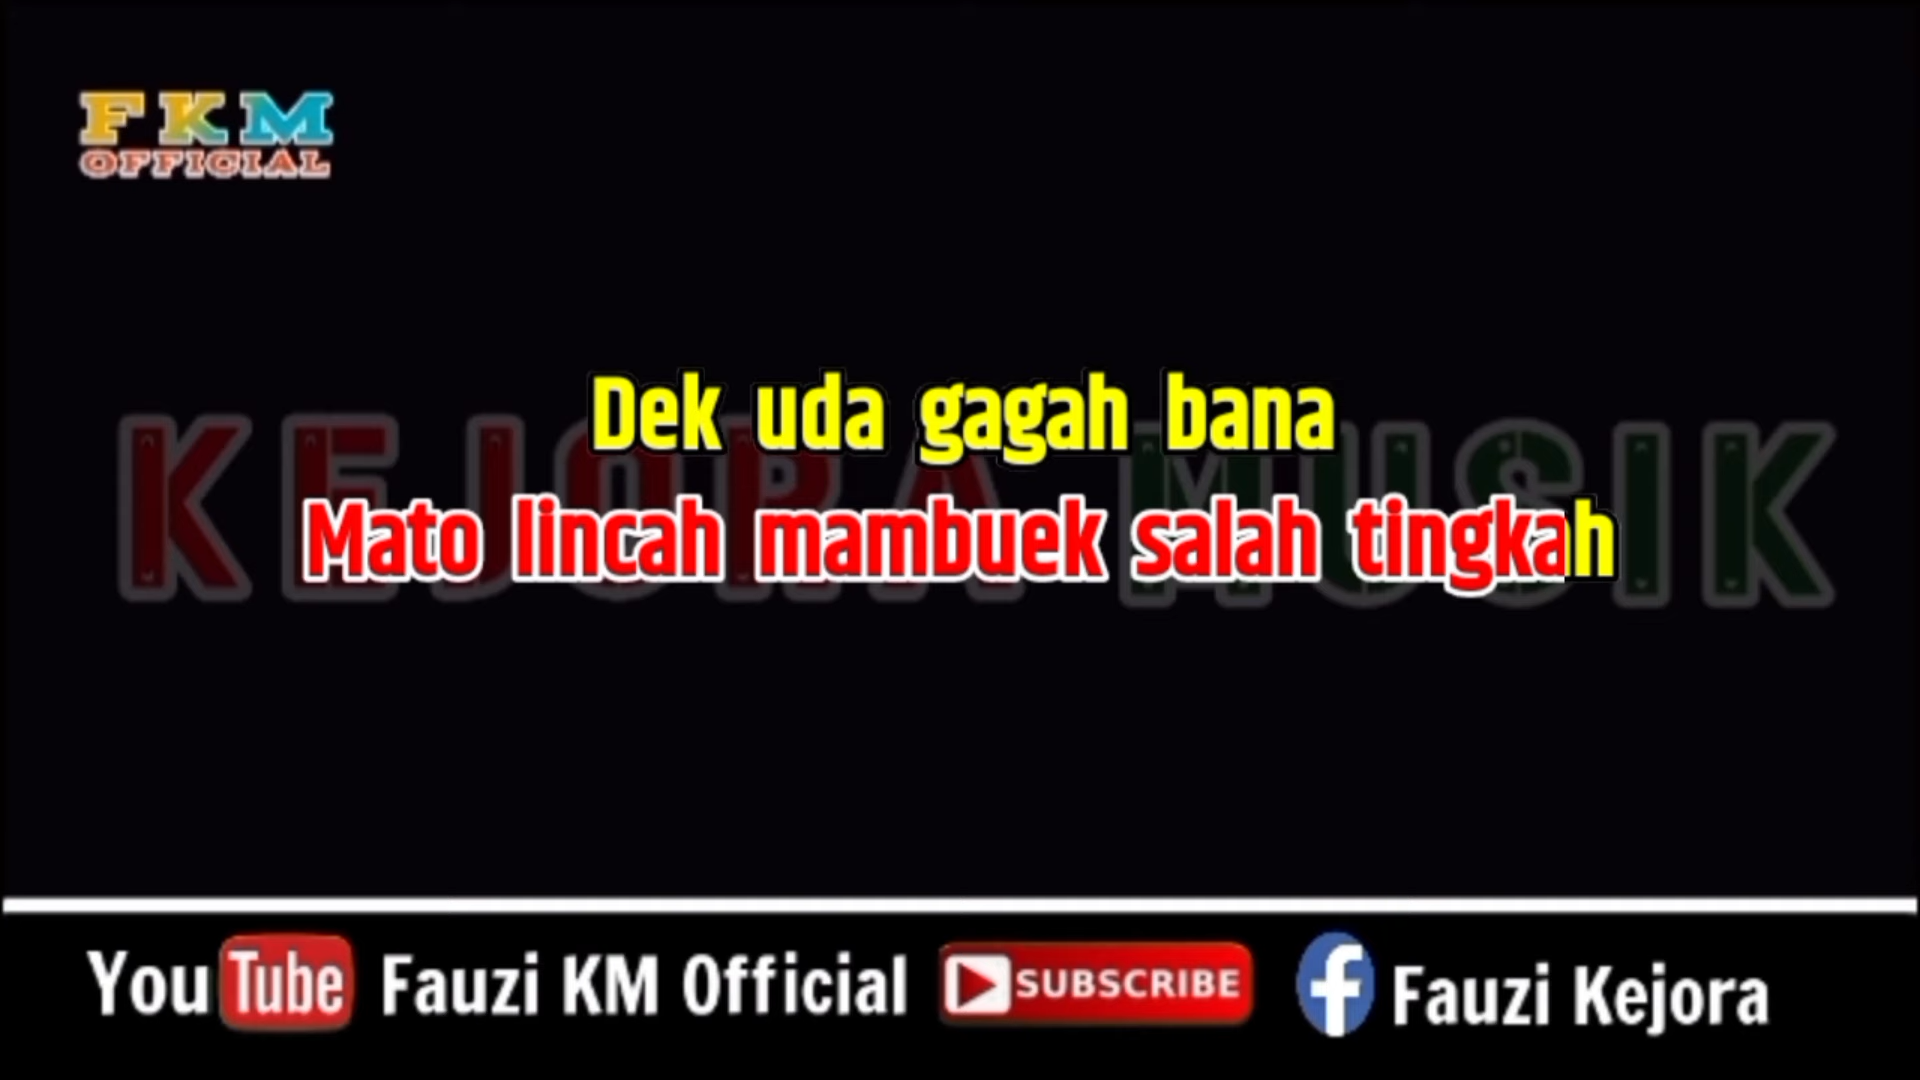 FKM
OFFICIAL
KEJORA MUSIK
Dek uda gagah bana
Mato lincah mambuek salah tingkah
YouTube Fauzi KM Official SUBSCRIBE f Fauzi Kejora